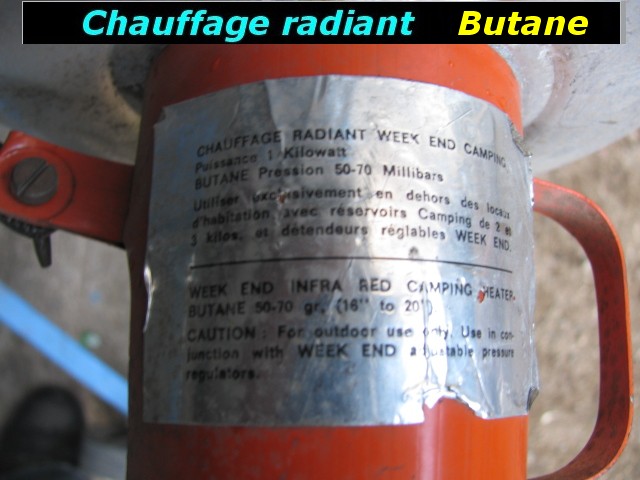 Chauffage radiant Butane
CHAUFFAGE RADIANT WEEK END CAMPING
Puissance 1 Kilowatt
BUTANE Pression 50-70 Millibars
Utiliser exclusivement en dehors des locaux
d'habitation avec réservoirs Camping de 2 et
3 kilos, et détendeurs réglables WEEK END.
WEEK END INFRA RED CAMPING HEATER.
BUTANE 50-70 gr. (16" to 20")
CAUTION : For outdoor use only. Use in con-
junction with WEEK END adjustable pressure
regulators.